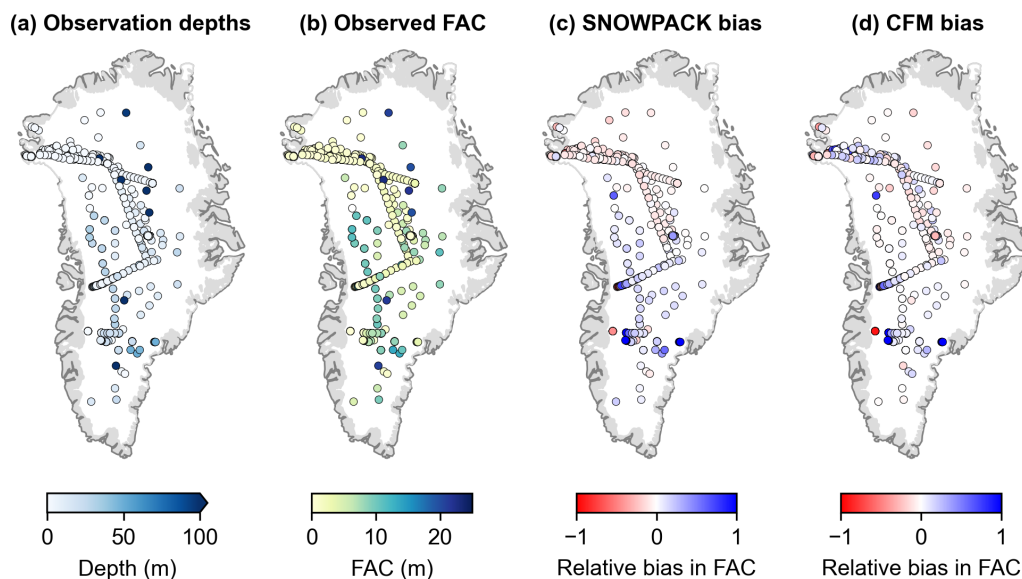 (a) Observation depths
(b) Observed FAC
(c) SNOWPACK bias
(d) CFM bias
0 50 100
Depth (m)
0 10 20
FAC (m)
−1 0 1
Relative bias in FAC
−1 0 1
Relative bias in FAC